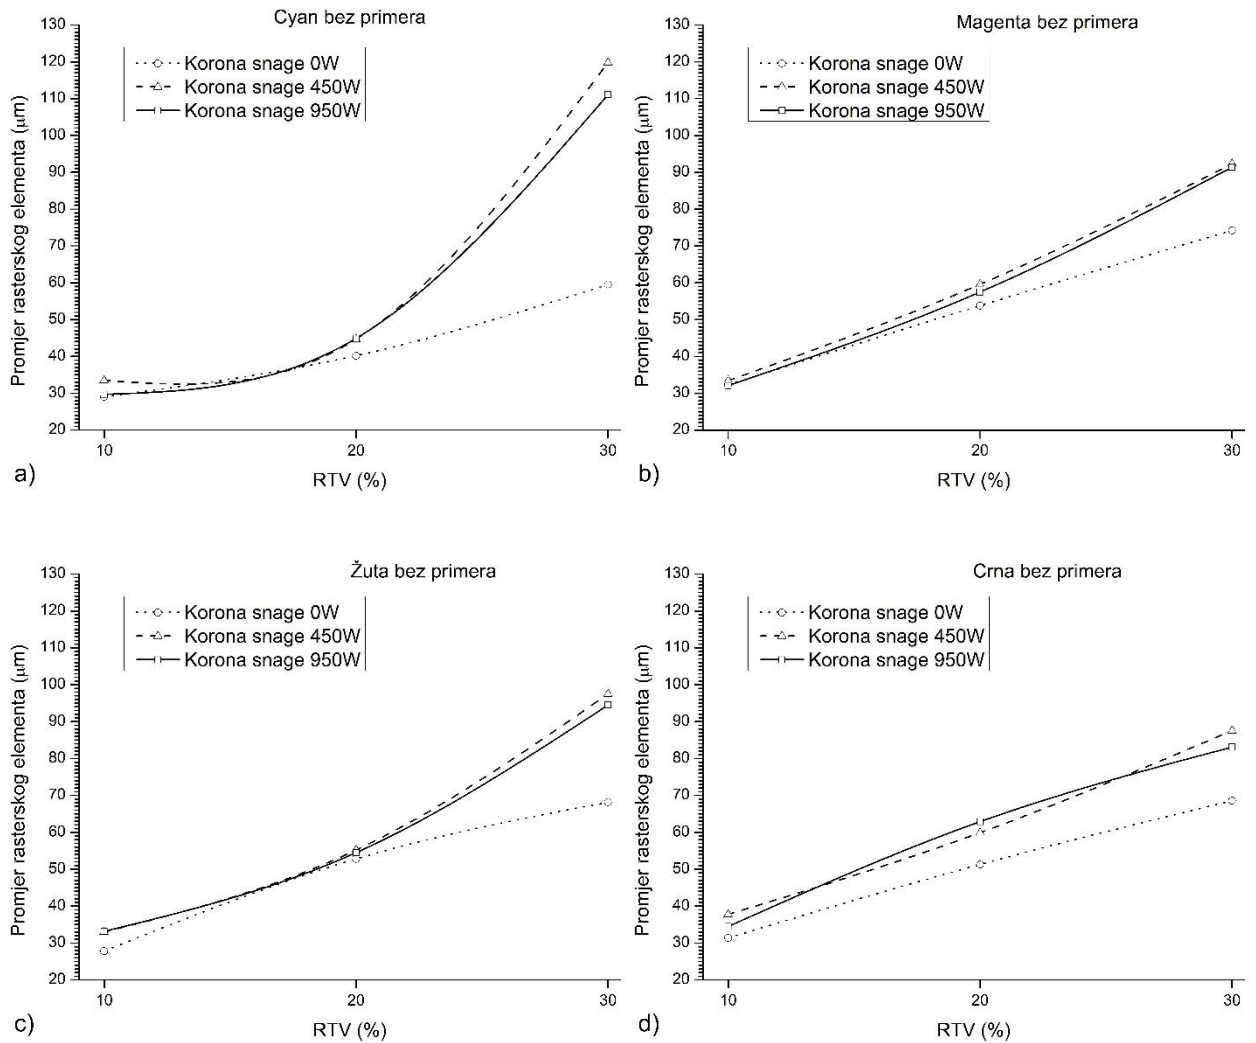 Cyan bez primera
Korona snage 0W
Korona snage 450W
Korona snage 950W
Promjer rasterskog elementa (μm)
130
120
110
100
90
80
70
60
50
40
30
20
10 20 30
RTV (%)
a)
Magenta bez primera
Korona snage 0W
Korona snage 450W
Korona snage 950W
Promjer rasterskog elementa (μm)
130
120
110
100
90
80
70
60
50
40
30
20
10 20 30
RTV (%)
b)
Žuta bez primera
Korona snage 0W
Korona snage 450W
Korona snage 950W
Promjer rasterskog elementa (μm)
130
120
110
100
90
80
70
60
50
40
30
20
10 20 30
RTV (%)
c)
Crna bez primera
Korona snage 0W
Korona snage 450W
Korona snage 950W
Promjer rasterskog elementa (μm)
130
120
110
100
90
80
70
60
50
40
30
20
10 20 30
RTV (%)
d)